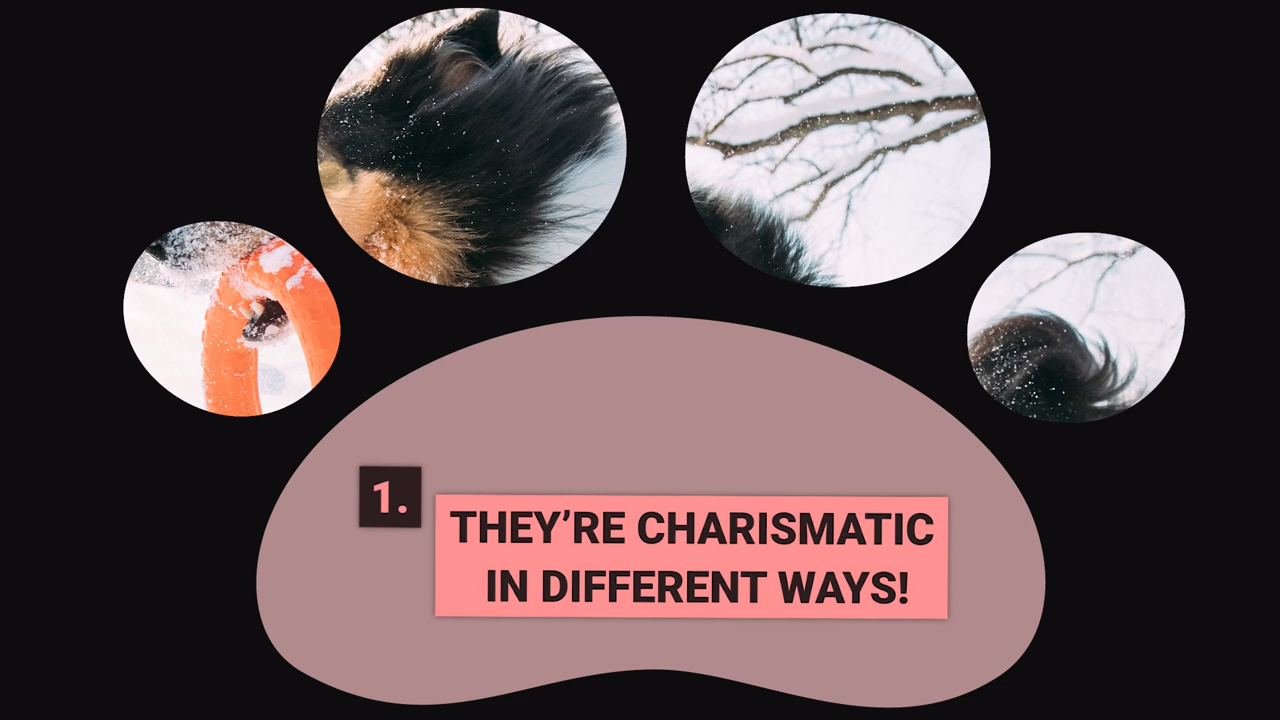 1.
THEY’RE CHARISMATIC
IN DIFFERENT WAYS!